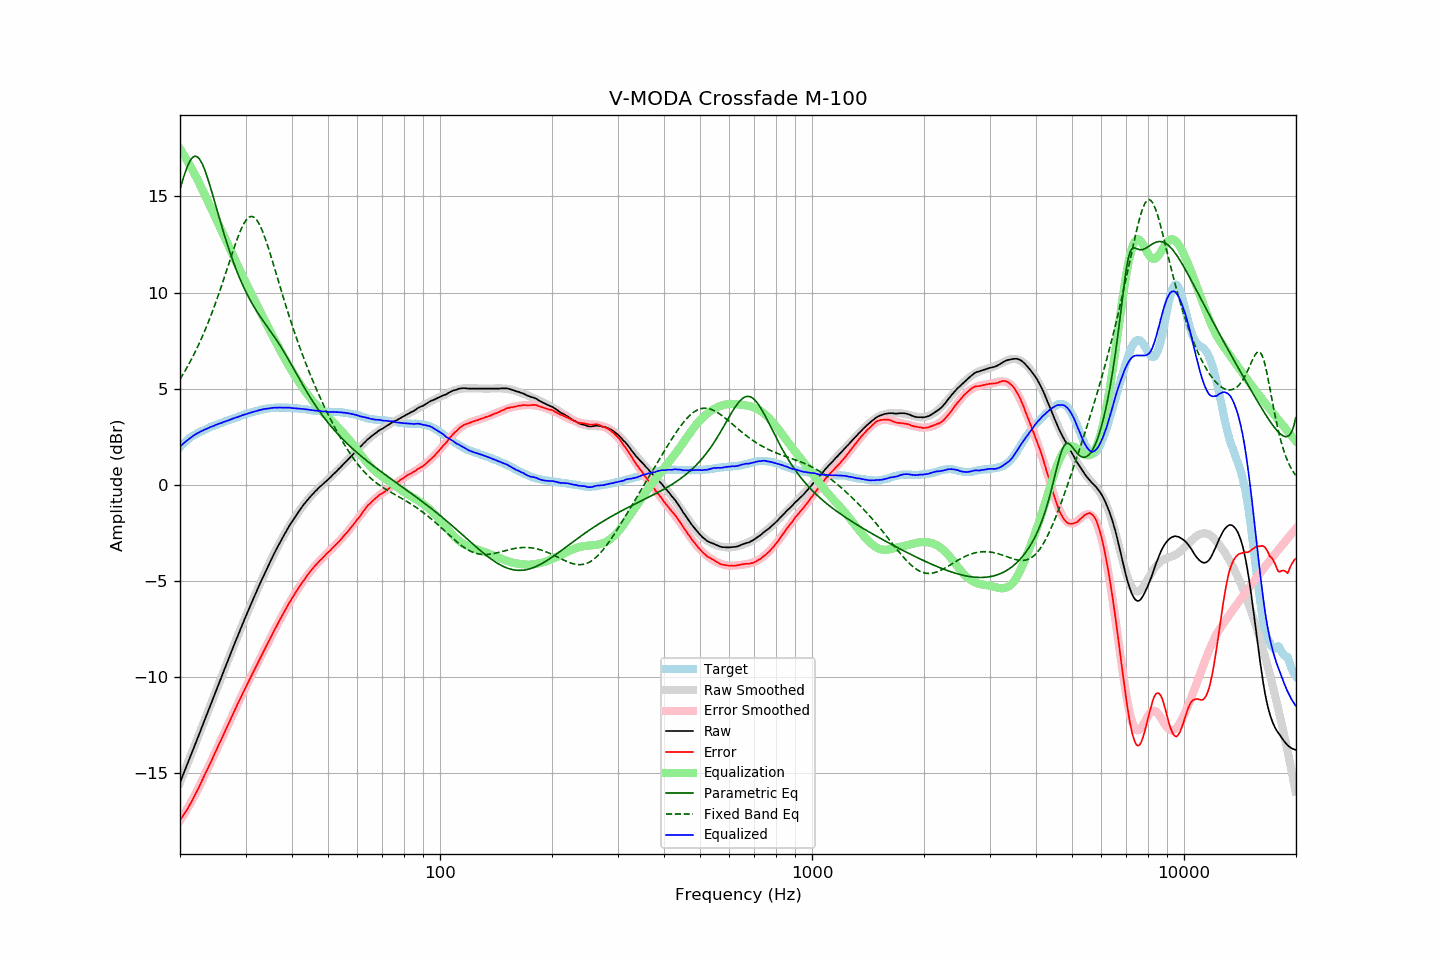 V-MODA Crossfade M-100
Amplitude (dBr)
15
10
5
0
−5
−10
−15
Target
Raw Smoothed
Error Smoothed
Raw
Error
Equalization
Parametric Eq
Fixed Band Eq
Equalized
100
1000
10000
Frequency (Hz)